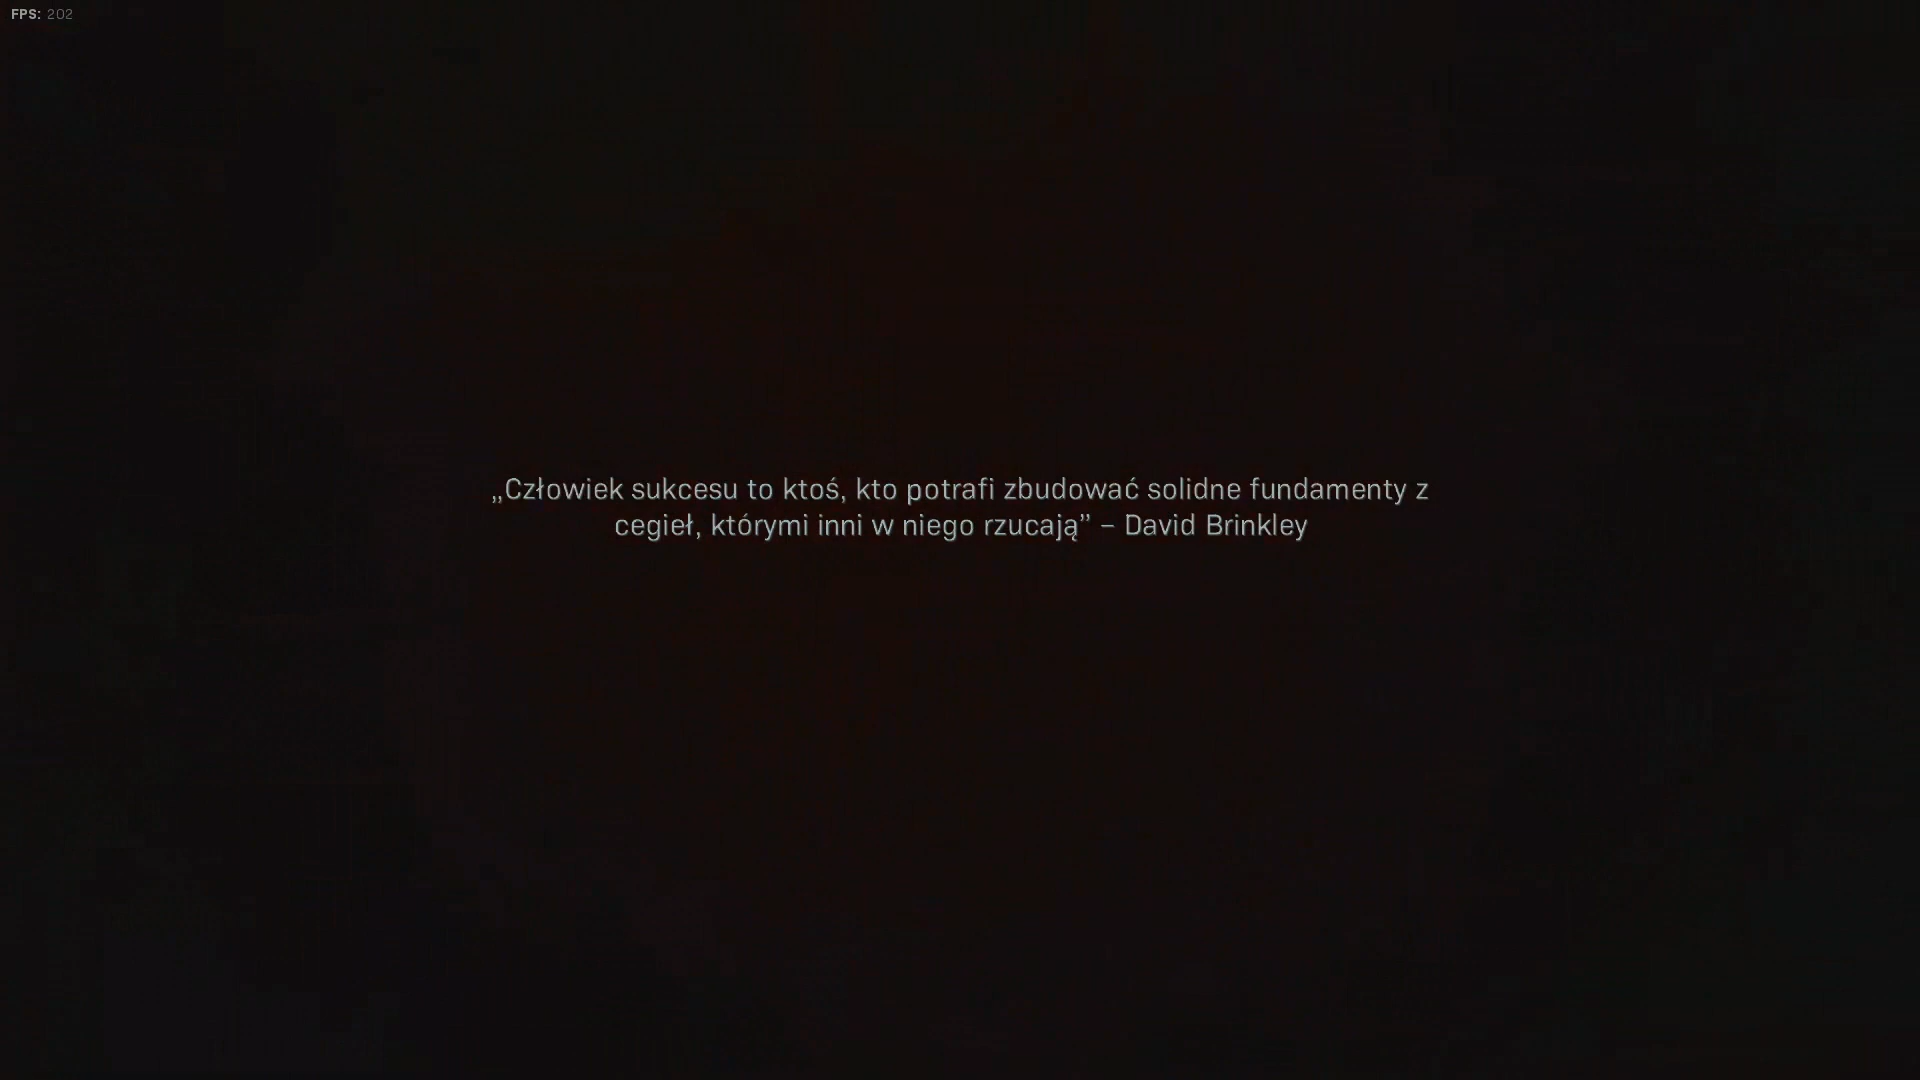 FPS: 202
„Człowiek sukcesu to ktoś, kto potrafi zbudować solidne fundamenty z
cegieł, którymi inni w niego rzucają” – David Brinkley